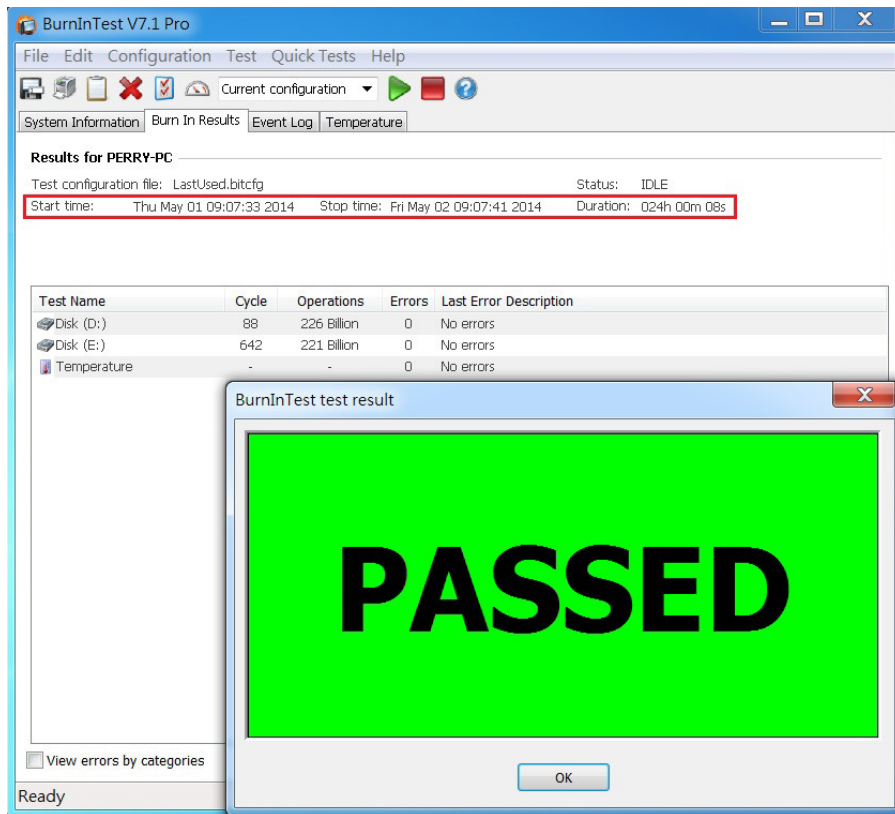 BurnInTest V7.1 Pro
File Edit Configuration Test Quick Tests Help
Current configuration
System Information Burn In Results Event Log Temperature
Results for PERRY-PC
Test configuration file: LastUsed.bitcfg Status: IDLE
Start time: Thu May 01 09:07:33 2014 Stop time: Fri May 02 09:07:41 2014 Duration: 024h 00m 08s
Test Name Cycle Operations Errors Last Error Description
Disk (D:) 88 226 Billion 0 No errors
Disk (E:) 642 221 Billion 0 No errors
Temperature - - 0 No errors
BurnInTest test result
PASSED
OK
View errors by categories
Ready